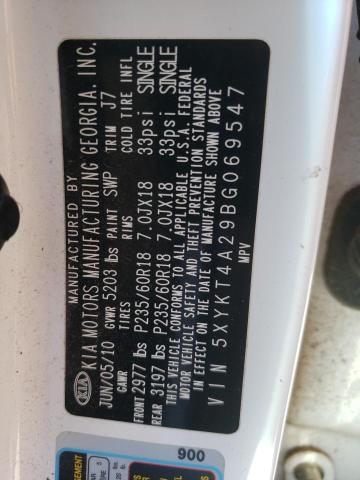 MANUFACTURED BY
KIA KIA MOTORS MANUFACTURING GEORGIA. INC.
JUN/05/10 GVWR 5203 lbs PAINT SWP TRIM J7
GAWR TIRES RIMS COLD TIRE INFL
FRONT 2977 lbs P235/60R18 7.0JX18 33psi SINGLE
REAR 3197 lbs P235/60R18 7.0JX18 33psi SINGLE
THIS VEHICLE CONFORMS TO ALL APPLICABLE U.S.A. FEDERAL
MOTOR VEHICLE SAFETY AND THEFT PREVENTION STANDARDS
IN EFFECT ON THE DATE OF MANUFACTURE SHOWN ABOVE
VIN 5XYKT4A29BG069547
MPV
900